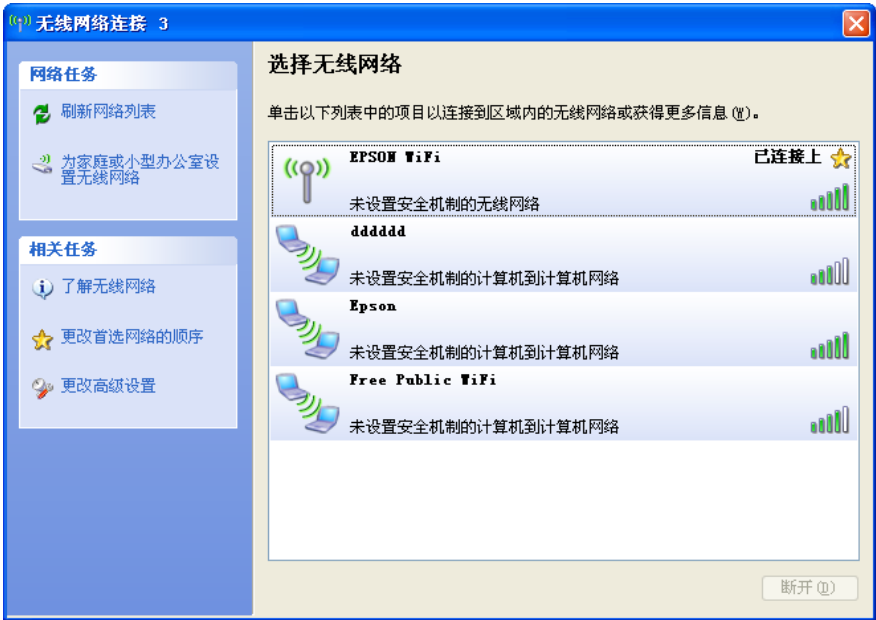 无线网络连接 3
网络任务
刷新网络列表
为家庭或小型办公室设
置无线网络
相关任务
了解无线网络
更改首选网络的顺序
更改高级设置
选择无线网络
单击以下列表中的项目以连接到区域内的无线网络或获得更多信息(W)。
EPSON WiFi 已连接上
未设置安全机制的无线网络
dddddd
未设置安全机制的计算机到计算机网络
Epson
未设置安全机制的计算机到计算机网络
Free Public WiFi
未设置安全机制的计算机到计算机网络
断开(D)